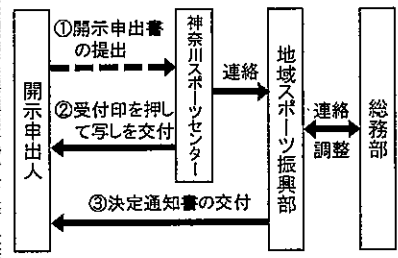 ①開示申出書
の提出
神奈川スポーツセンター
連絡
地域スポーツ振興部
連絡
調整
総務部
開示申出人
②受付印を押し
て写しを交付
③決定通知書の交付